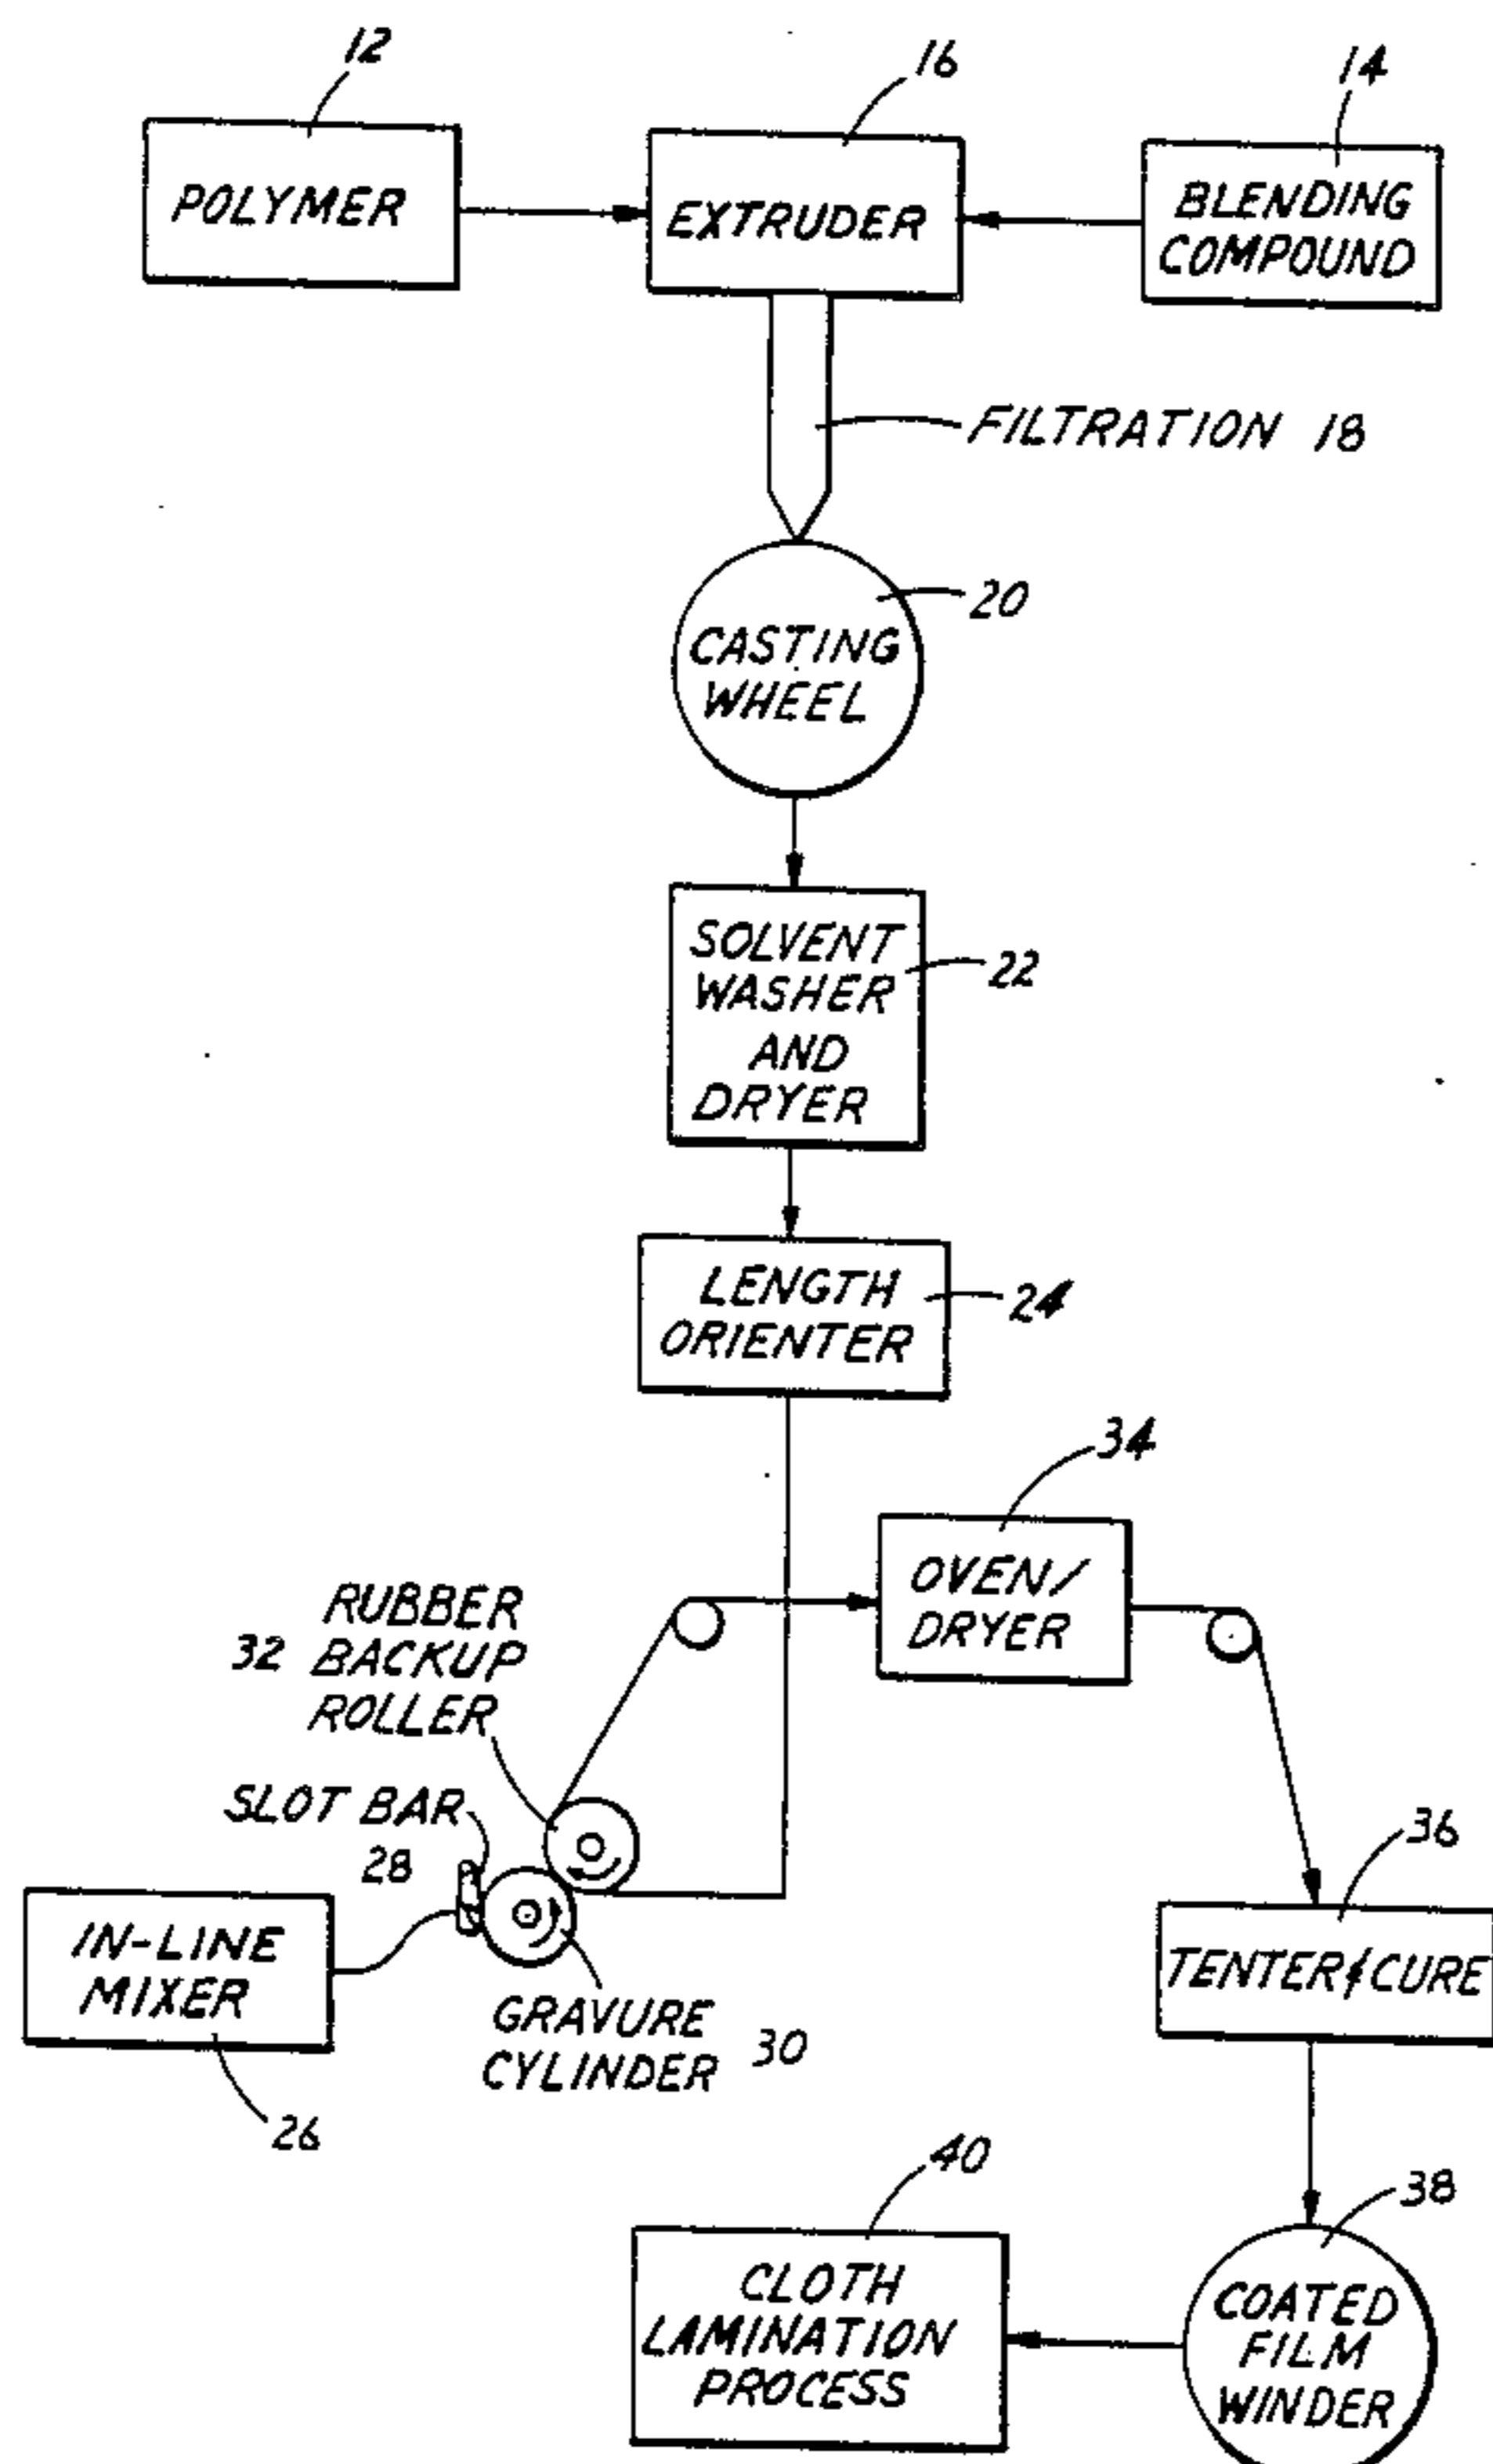 12
16
14
POLYMER
EXTRUDER
BLENDING
COMPOUND
FILTRATION 18
20
CASTING
WHEEL
SOLVENT
WASHER
AND
DRYER
22
LENGTH
ORIENTER
24
34
OVEN/
DRYER
RUBBER
32 BACKUP
ROLLER
SLOT BAR
28
36
IN-LINE
MIXER
TENTER & CURE
GRAVURE
CYLINDER 30
26
40
38
CLOTH
LAMINATION
PROCESS
COATED
FILM
WINDER